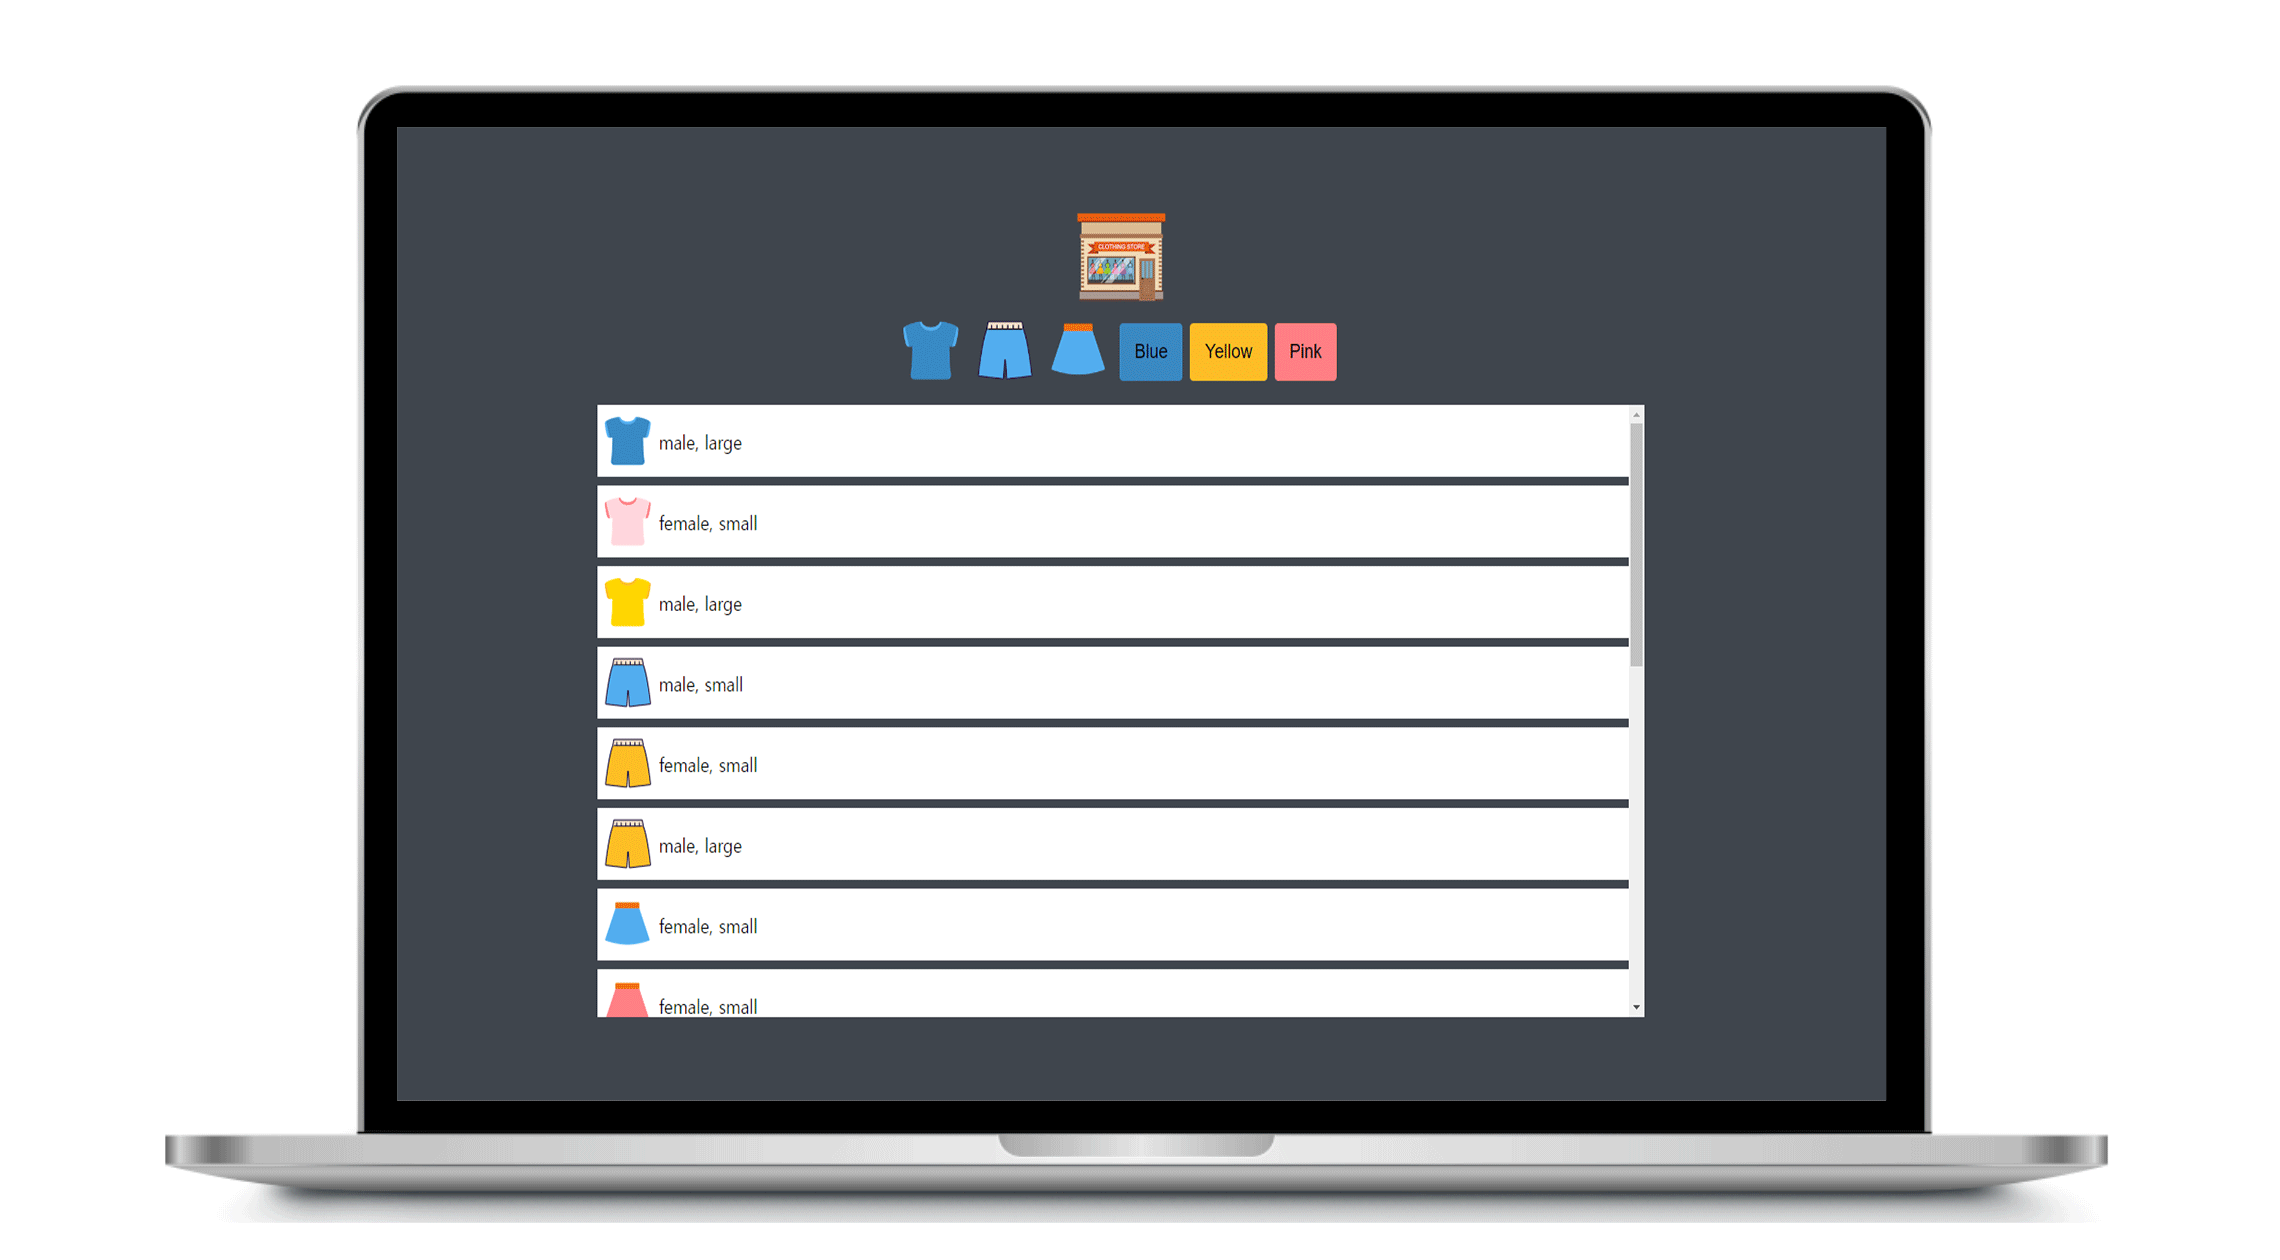 CLOTHING STORE
Blue
Yellow
Pink
male, large
female, small
male, large
male, small
female, small
male, large
female, small
female, small